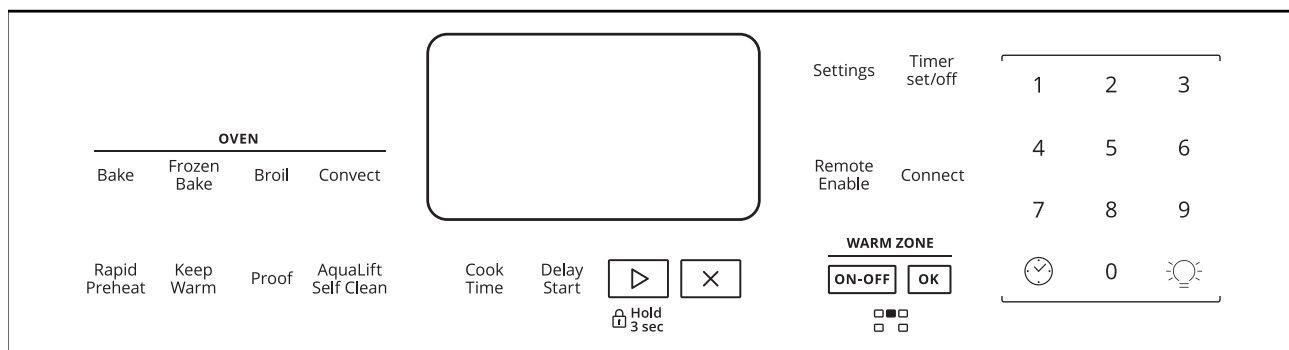 OVEN
Bake
Frozen
Bake
Broil
Convect
Rapid
Preheat
Keep
Warm
Proof
AquaLift
Self Clean
Cook
Time
Delay
Start
Hold
3 sec
Settings
Timer
set/off
Remote
Enable
Connect
WARM ZONE
ON-OFF
OK
1 2 3
4 5 6
7 8 9
0